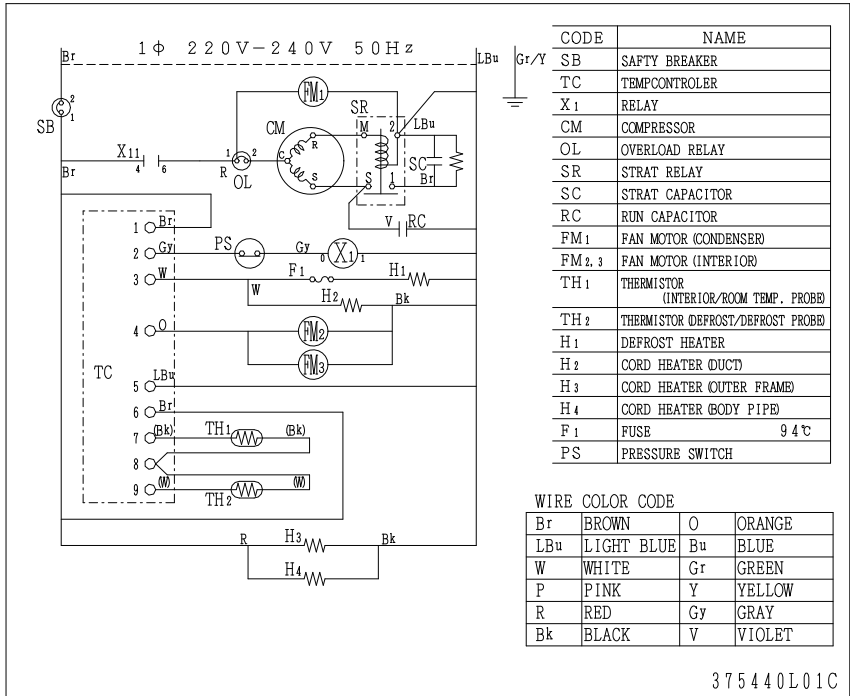 1Φ 220V-240V 50Hz
Br
LBu
Gr/Y
2
1
SB
FM1
SR
CM
M
2
LBu
R
C
S
X11
4
6
Br
R
1
2
OL
SC
S
1
Br
V
RC
1
Br
2
Gy
PS
Gy
0
X1
1
3
W
F1
H1
W
H2
Bk
4
O
FM2
FM3
TC
5
LBu
6
Br
7
(Bk)
TH1
(Bk)
8
9
(W)
TH2
(W)
R
H3
Bk
H4
CODE NAME
SB SAFTY BREAKER
TC TEMPCONTROLER
X1 RELAY
CM COMPRESSOR
OL OVERLOAD RELAY
SR STRAT RELAY
SC STRAT CAPACITOR
RC RUN CAPACITOR
FM1 FAN MOTOR (CONDENSER)
FM2,3 FAN MOTOR (INTERIOR)
TH1 THERMISTOR
(INTERIOR/ROOM TEMP. PROBE)
TH2 THERMISTOR (DEFROST/DEFROST PROBE)
H1 DEFROST HEATER
H2 CORD HEATER (DUCT)
H3 CORD HEATER (OUTER FRAME)
H4 CORD HEATER (BODY PIPE)
F1 FUSE 94℃
PS PRESSURE SWITCH
WIRE COLOR CODE
Br BROWN O ORANGE
LBu LIGHT BLUE Bu BLUE
W WHITE Gr GREEN
P PINK Y YELLOW
R RED Gy GRAY
Bk BLACK V VIOLET
375440L01C